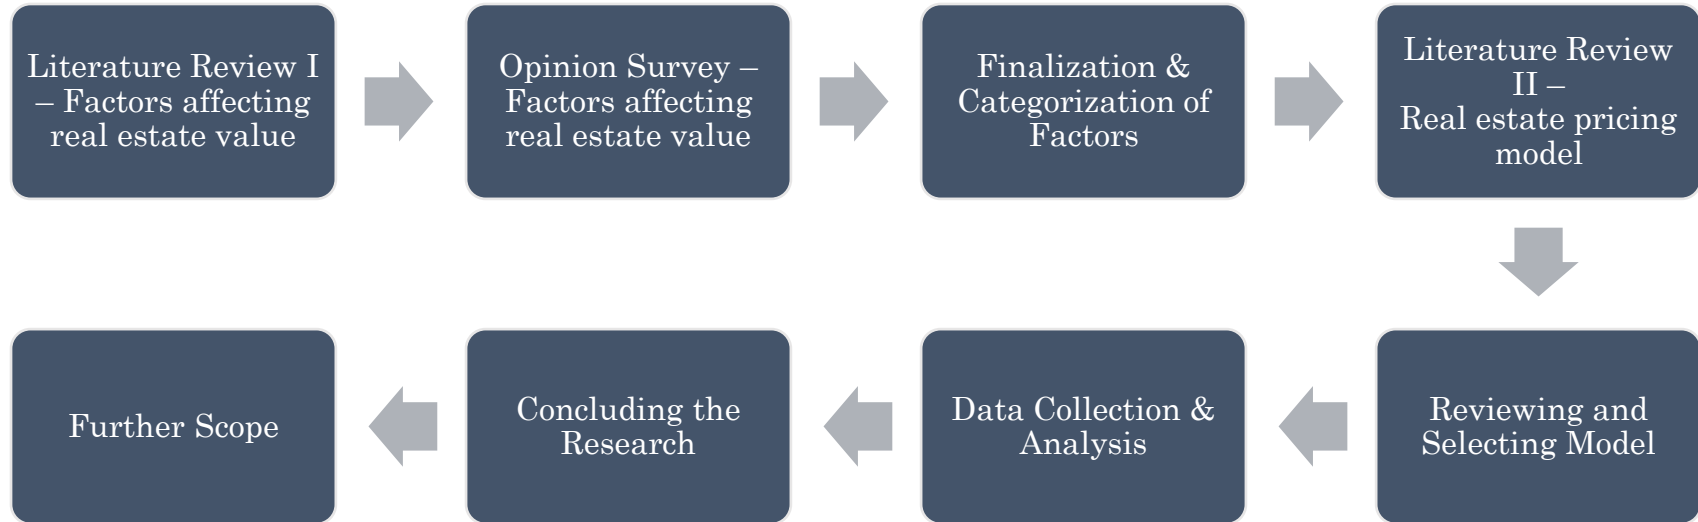 Literature Review I
– Factors affecting
real estate value
Opinion Survey –
Factors affecting
real estate value
Finalization &
Categorization of
Factors
Literature Review
II –
Real estate pricing
model
Reviewing and
Selecting Model
Data Collection &
Analysis
Concluding the
Research
Further Scope